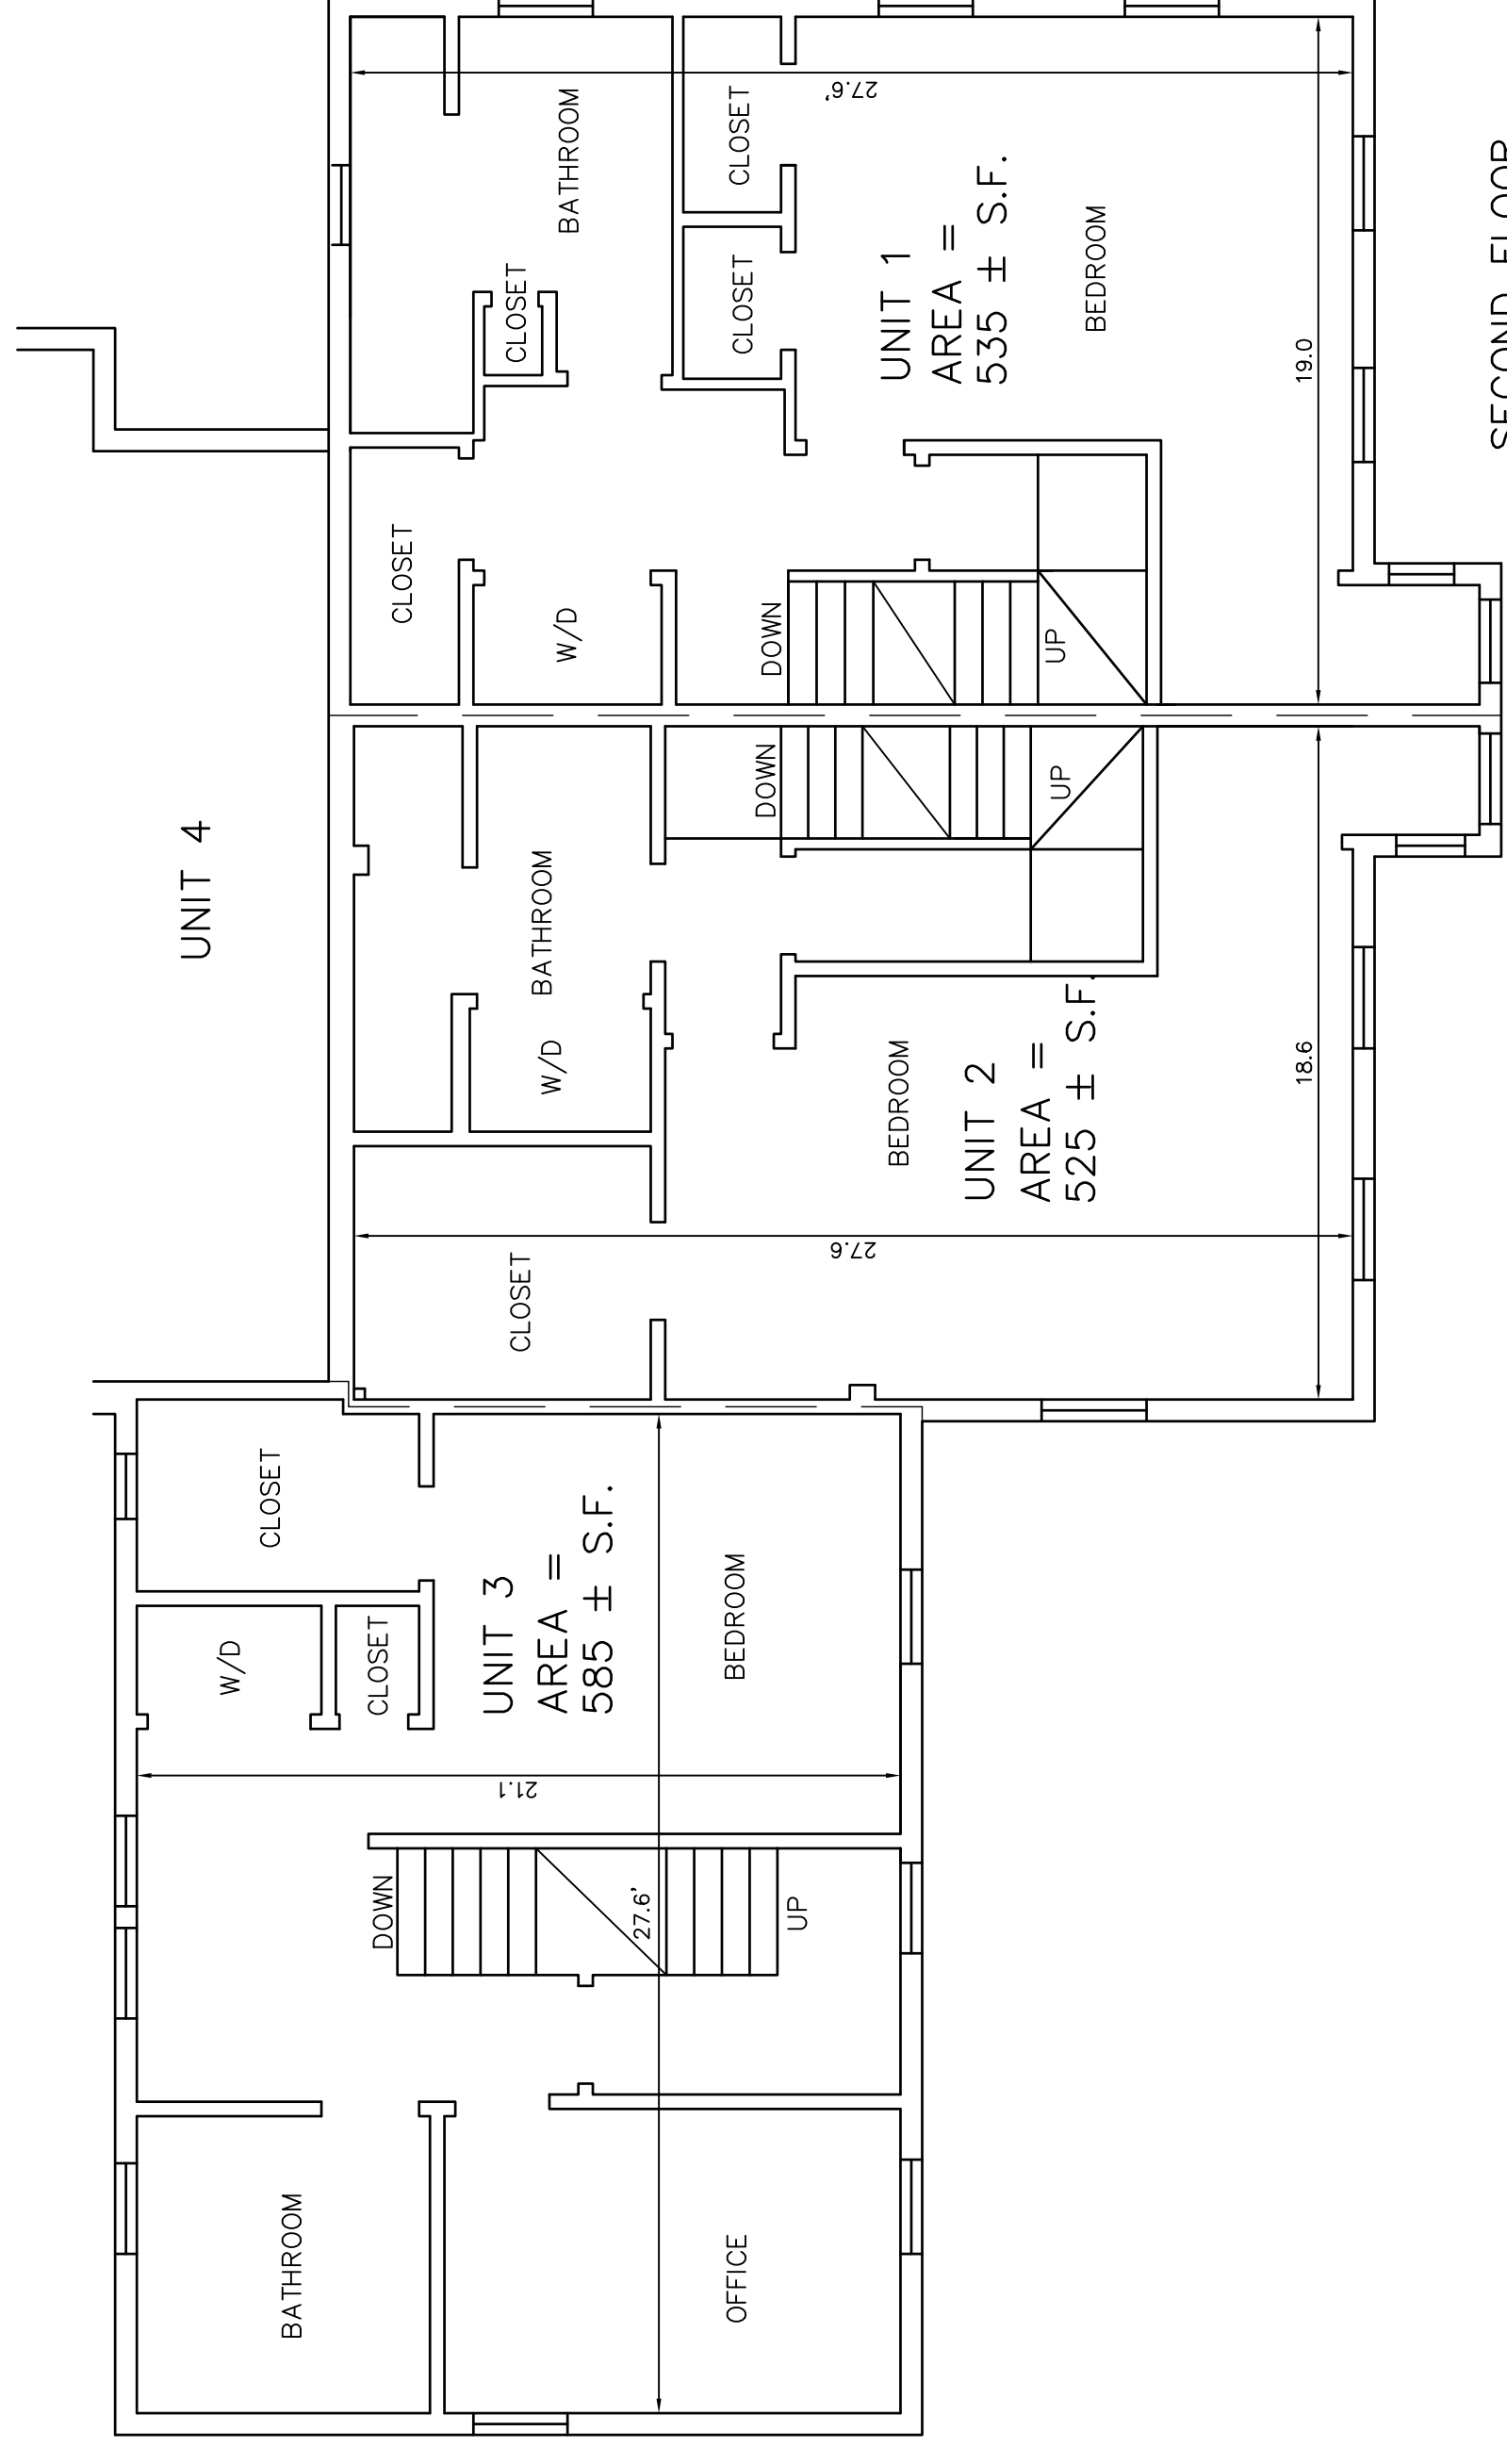 UNIT 4
CLOSET
W/D
CLOSET
BATHROOM
UNIT 3
AREA =
585 ± S.F.
BEDROOM
21.1
DOWN
UP
27.6'
OFFICE
BATHROOM
W/D
CLOSET
DOWN
UP
BEDROOM
UNIT 2
AREA =
525 ± S.F.
27.6
18.6
BATHROOM
CLOSET
CLOSET
CLOSET
CLOSET
W/D
DOWN
UP
UNIT 1
AREA =
535 ± S.F.
BEDROOM
27.6'
19.0
SECOND FLOOR